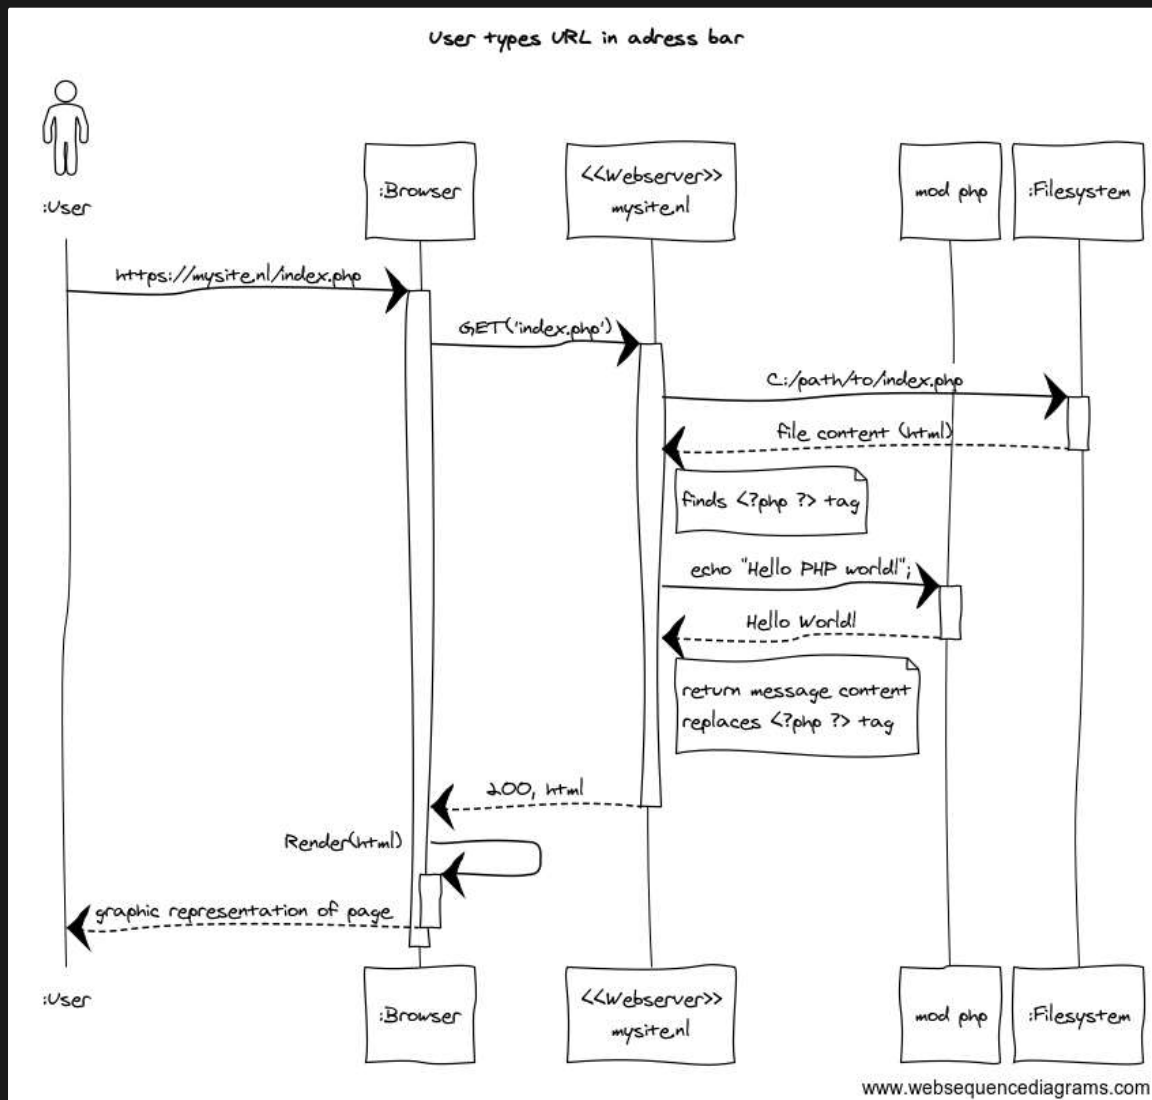 User types URL in adress bar
:User
:Browser
<<Webserver>>
mysite.nl
mod php
:Filesystem
https://mysite.nl/index.php
GET('index.php')
C:/path/to/index.php
file content (html)
finds <?php ?> tag
echo "Hello PHP world!";
Hello World!
return message content
replaces <?php ?> tag
200, html
Render(html)
graphic representation of page
:User
:Browser
<<Webserver>>
mysite.nl
mod php
:Filesystem
www.websequencediagrams.com